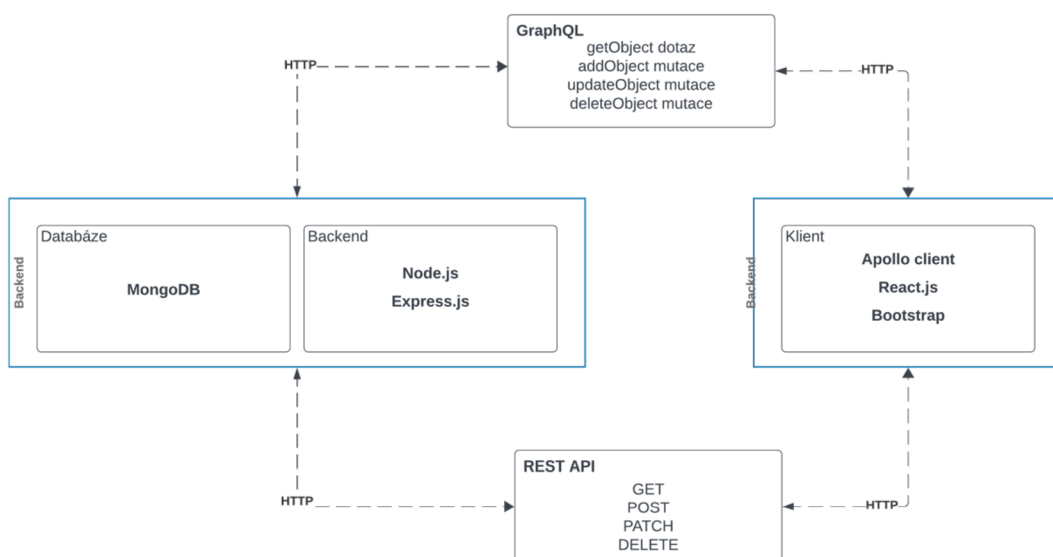 GraphQL
getObject dotaz
addObject mutace
updateObject mutace
deleteObject mutace
HTTP
HTTP
Backend
Databáze
MongoDB
Backend
Node.js
Express.js
Backend
Klient
Apollo client
React.js
Bootstrap
REST API
GET
POST
PATCH
DELETE
HTTP
HTTP